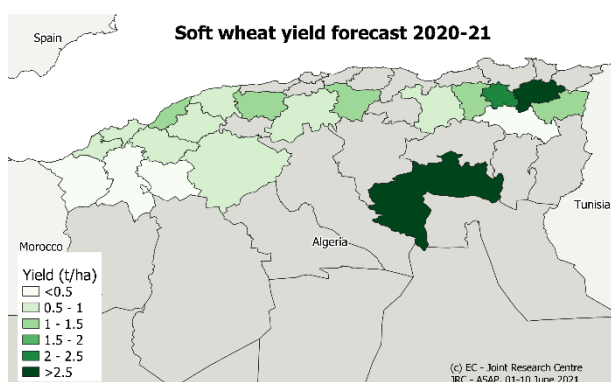 Soft wheat yield forecast 2020-21
Spain
Tunisia
Morocco
Algeria
Yield (t/ha)
<0.5
0.5 - 1
1 - 1.5
1.5 - 2
2 - 2.5
>2.5
(c) EC - Joint Research Centre
JRC - ASAP, 01-10 June 2021